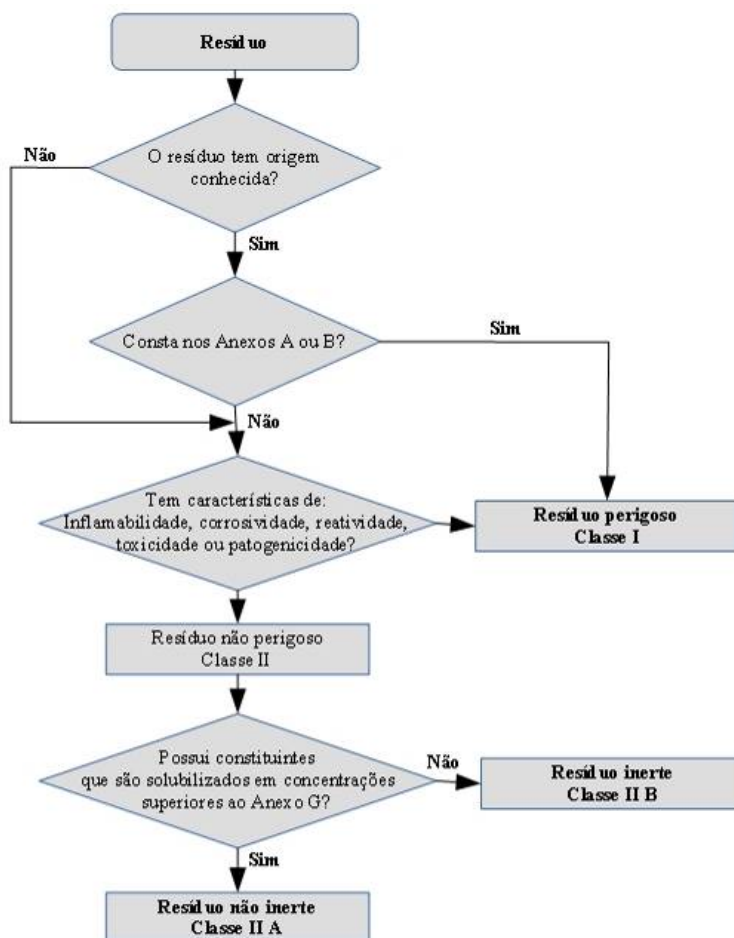 Resíduo
Não
O resíduo tem origem
conhecida?
Sim
Consta nos Anexos A ou B?
Sim
Não
Tem características de:
Inflamabilidade, corrosividade, reatividade,
toxicidade ou patogenicidade?
Resíduo perigoso
Classe I
Resíduo não perigoso
Classe II
Possui constituintes
que são solubilizados em concentrações
superiores ao Anexo G?
Não
Resíduo inerte
Classe II B
Sim
Resíduo não inerte
Classe II A